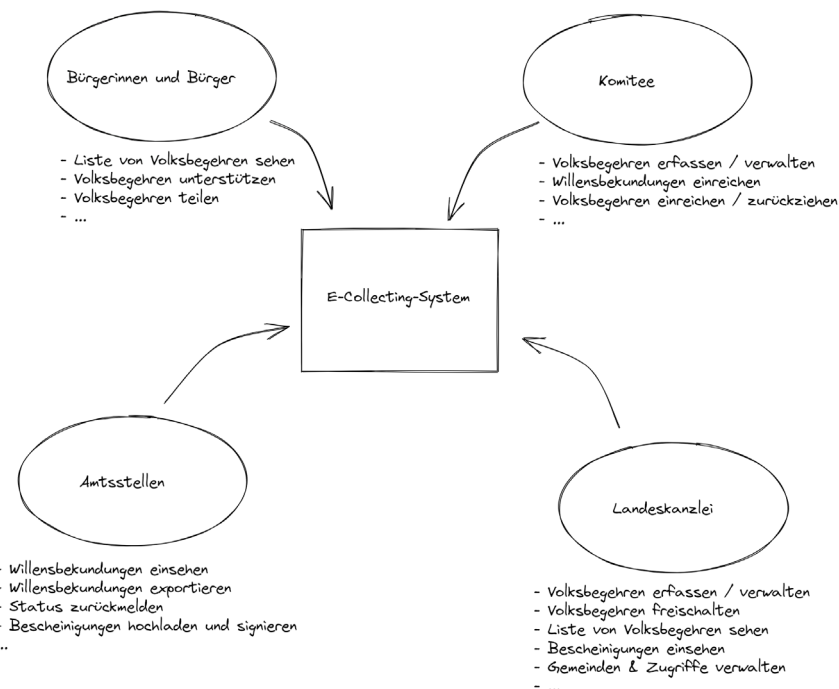 Bürgerinnen und Bürger
- Liste von Volksbegehren sehen
- Volksbegehren unterstützen
- Volksbegehren teilen
- ...
Komitee
- Volksbegehren erfassen / verwalten
- Willensbekundungen einreichen
- Volksbegehren einreichen / zurückziehen
- ...
E-Collecting-System
Amtsstellen
- Willensbekundungen einsehen
- Willensbekundungen exportieren
- Status zurückmelden
- Bescheinigungen hochladen und signieren
...
Landeskanzlei
- Volksbegehren erfassen / verwalten
- Volksbegehren freischalten
- Liste von Volksbegehren sehen
- Bescheinigungen einsehen
- Gemeinden & Zugriffe verwalten
- ...